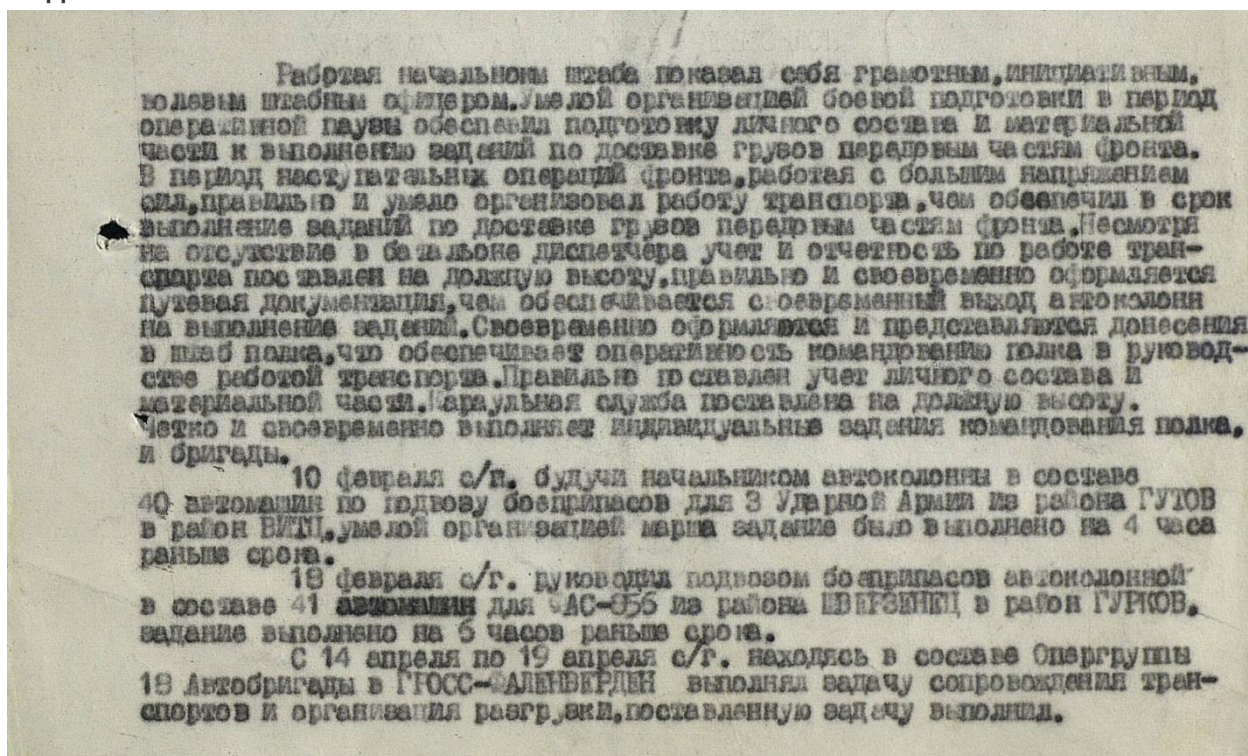 Работая начальноим штаба показал себя грамотным,инициативным,
волевым штабным офицером.Умелой организацией боевой подготовки в период
оперативной паузы обеспечил подготовку личного состава и материальной
части к выполнению заданий по доставке грузов передовым частям фронта.
В период наступательных операций фронта,работая с большим напряжением
сил,правильно и умело организовал работу транспорта,чем обеспечил в срок
выполнение заданий по доставке грузов передовым частям фронта.Несмотря
на отсутствие в батальоне диспетчера учет и отчетность по работе тран-
спорта поставлен на должную высоту,правильно и своевременно оформляется
путевая документация,чем обеспечивается своевременный выход автоколонн
на выполнение заданий.Своевременно оформляются и представляются донесения
в штаб полка,что обеспечивает оперативность командованию полка в руковод-
стве работой транспорта.Правильно поставлен учет личного состава и
материальной части.Караульная служба поставлена на должную высоту.
Четко и своевременно выполняет индивидуальные задания командования полка,
и бригады.
10 февраля с/г. будучи начальником автоколонны в составе
40 автомашин по подвозу боеприпасов для 3 Ударной Армии из района ГУТОВ
в район ВИТЦ,умелой организацией марша задание было выполнено на 4 часа
раньше срока.
18 февраля с/г. руководил подвозом боеприпасов автоколонной
в составе 41 автомашин для из района в район ГУРКОВ,
задание выполнено на 6 часов раньше срока.
С 14 апреля по 19 апреля с/г. находясь в составе Опергруппы
18 Автобригады в выполнял задачу сопровождения тран-
спортов и организация разгрузки,поставленную задачу выполнил.